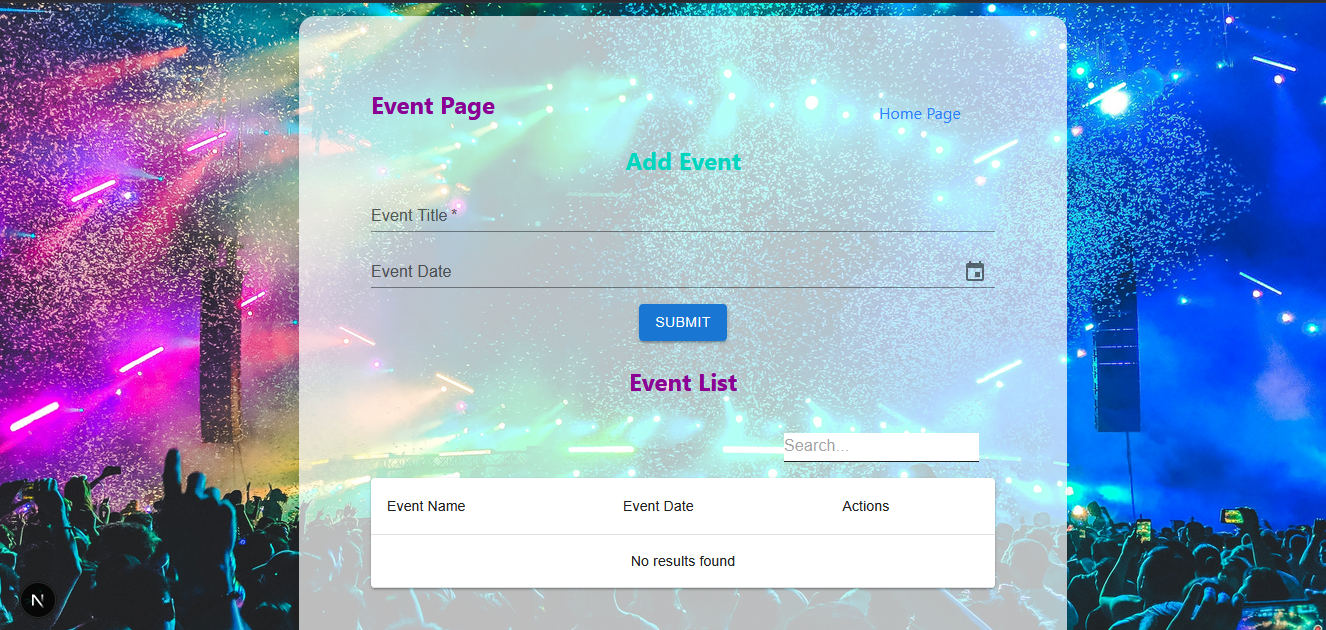 Event Page
Home Page
Add Event
Event Title *
Event Date
SUBMIT
Event List
Search...
Event Name Event Date Actions
No results found
N